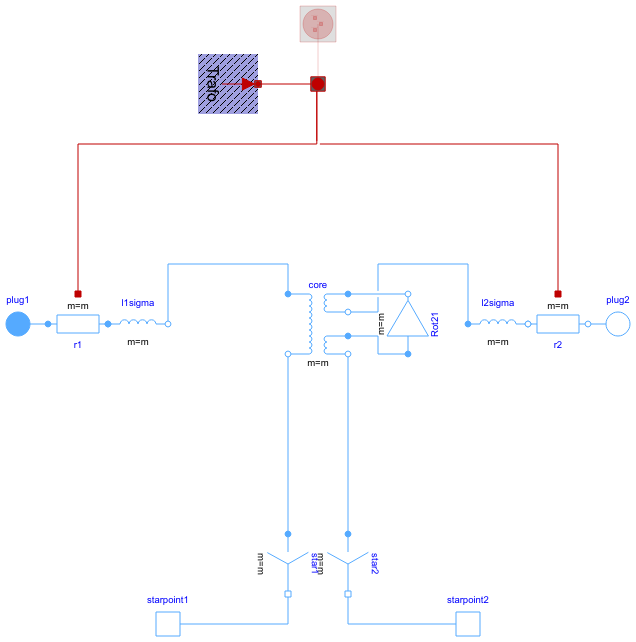 Trafo
plug1
m=m
r1
l1sigma
m=m
core
m=m
m=m
Rot21
l2sigma
m=m
m=m
r2
plug2
m=m
star1
m=m
star2
starpoint1
starpoint2